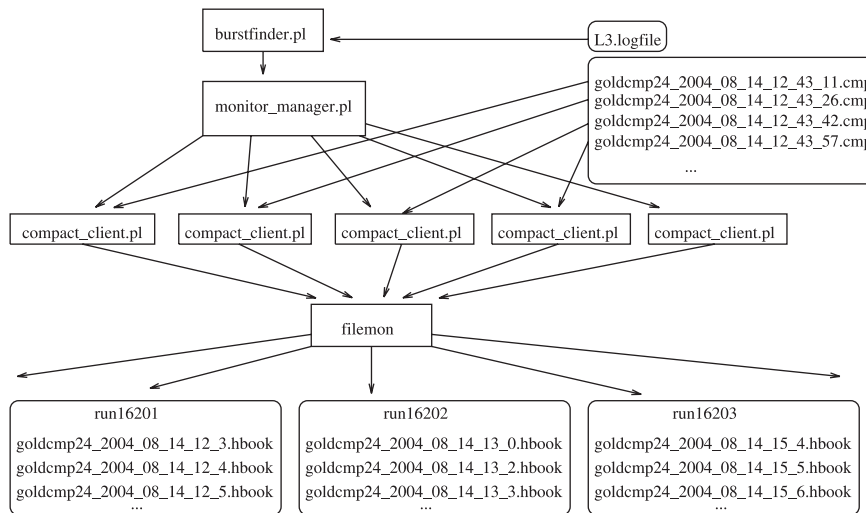 burstfinder.pl
L3.logfile
monitor_manager.pl
goldcmp24_2004_08_14_12_43_11.cmp
goldcmp24_2004_08_14_12_43_26.cmp
goldcmp24_2004_08_14_12_43_42.cmp
goldcmp24_2004_08_14_12_43_57.cmp
...
compact_client.pl
compact_client.pl
compact_client.pl
compact_client.pl
compact_client.pl
filemon
run16201
goldcmp24_2004_08_14_12_3.hbook
goldcmp24_2004_08_14_12_4.hbook
goldcmp24_2004_08_14_12_5.hbook
...
run16202
goldcmp24_2004_08_14_13_0.hbook
goldcmp24_2004_08_14_13_2.hbook
goldcmp24_2004_08_14_13_3.hbook
...
run16203
goldcmp24_2004_08_14_15_4.hbook
goldcmp24_2004_08_14_15_5.hbook
goldcmp24_2004_08_14_15_6.hbook
...